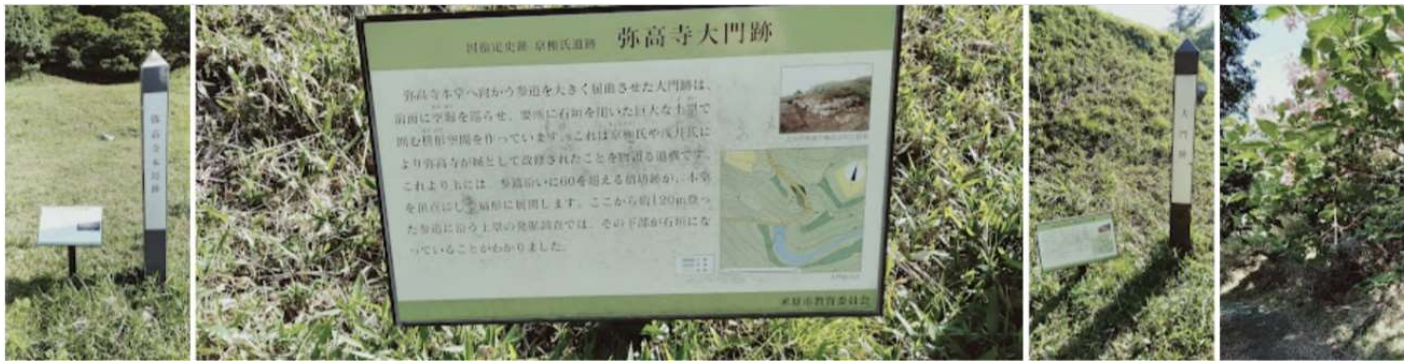 弥高寺本坊跡
国指定史跡 京極氏遺跡 弥高寺大門跡
弥高寺本堂へ向かう参道を大きく屈曲させた大門跡は、
前面に空堀を巡らせ、要所に石垣を用いた巨大な土塁で
囲む枡形空間を作っています。これは京極氏や浅井氏に
より弥高寺が城として改修されたことを物語る遺構です。
これより上には、参道沿いに60を超える僧坊跡が、本堂
を頂点にして扇形に展開します。ここから約120m登っ
た参道に沿う土塁の発掘調査では、その下部が石垣にな
っていることがわかりました。
米原市教育委員会
大門跡